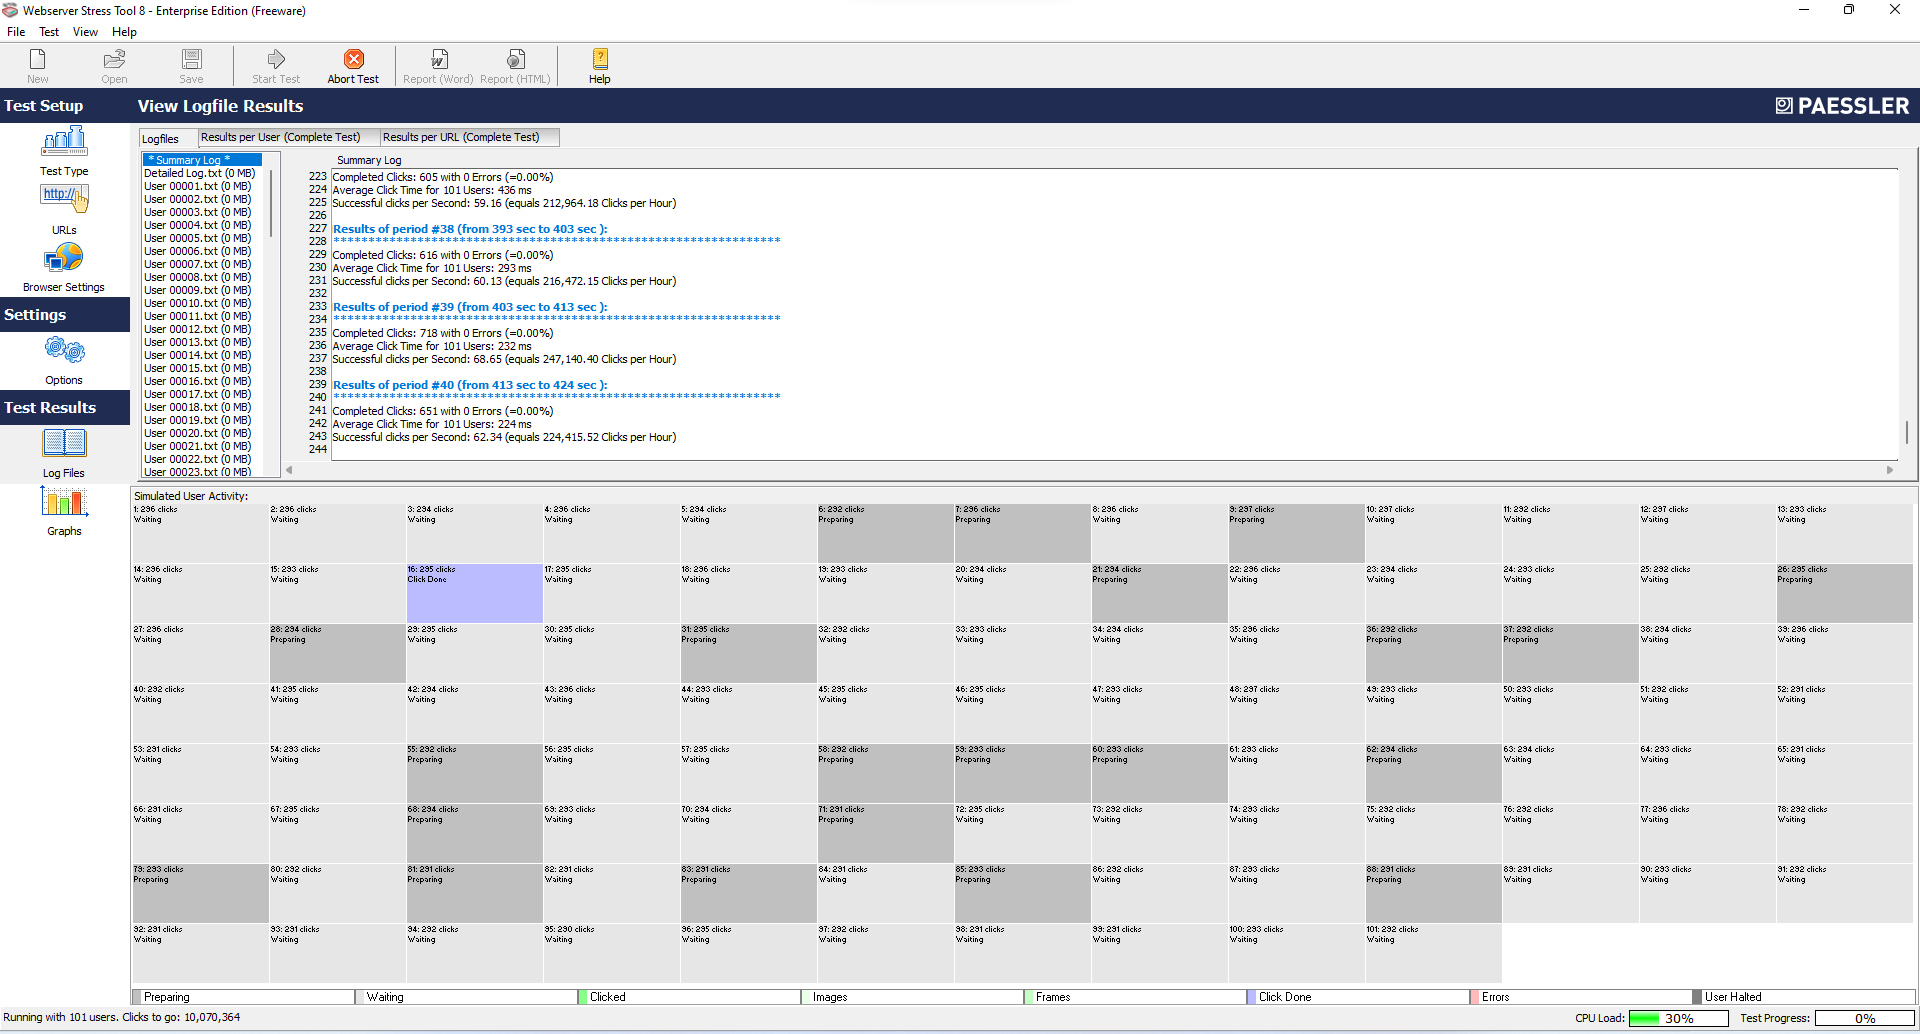 Webserver Stress Tool 8 - Enterprise Edition (Freeware)
File Test View Help
New Open Save Start Test Abort Test Report (Word) Report (HTML) Help
Test Setup
View Logfile Results
PAESSLER
Test Type
http://
URLs
Browser Settings
Settings
Options
Test Results
Log Files
Graphs
Logfiles Results per User (Complete Test) Results per URL (Complete Test)
* Summary Log *
Detailed Log.txt (0 MB)
User 00001.txt (0 MB)
User 00002.txt (0 MB)
User 00003.txt (0 MB)
User 00004.txt (0 MB)
User 00005.txt (0 MB)
User 00006.txt (0 MB)
User 00007.txt (0 MB)
User 00008.txt (0 MB)
User 00009.txt (0 MB)
User 00010.txt (0 MB)
User 00011.txt (0 MB)
User 00012.txt (0 MB)
User 00013.txt (0 MB)
User 00014.txt (0 MB)
User 00015.txt (0 MB)
User 00016.txt (0 MB)
User 00017.txt (0 MB)
User 00018.txt (0 MB)
User 00019.txt (0 MB)
User 00020.txt (0 MB)
User 00021.txt (0 MB)
User 00022.txt (0 MB)
User 00023.txt (0 MB)
Summary Log
223 Completed Clicks: 605 with 0 Errors (=0.00%)
224 Average Click Time for 101 Users: 436 ms
225 Successful clicks per Second: 59.16 (equals 212,964.18 Clicks per Hour)
226
227 Results of period #38 (from 393 sec to 403 sec ):
228 ****************************************************************
229 Completed Clicks: 616 with 0 Errors (=0.00%)
230 Average Click Time for 101 Users: 293 ms
231 Successful clicks per Second: 60.13 (equals 216,472.15 Clicks per Hour)
232
233 Results of period #39 (from 403 sec to 413 sec ):
234 ****************************************************************
235 Completed Clicks: 718 with 0 Errors (=0.00%)
236 Average Click Time for 101 Users: 232 ms
237 Successful clicks per Second: 68.65 (equals 247,140.40 Clicks per Hour)
238
239 Results of period #40 (from 413 sec to 424 sec ):
240 ****************************************************************
241 Completed Clicks: 651 with 0 Errors (=0.00%)
242 Average Click Time for 101 Users: 224 ms
243 Successful clicks per Second: 62.34 (equals 224,415.52 Clicks per Hour)
244
Simulated User Activity:
1: 296 clicks 2: 296 clicks 3: 294 clicks 4: 296 clicks 5: 294 clicks 6: 292 clicks 7: 296 clicks 8: 296 clicks 9: 297 clicks 10: 297 clicks 11: 292 clicks 12: 297 clicks 13: 293 clicks
Waiting Waiting Waiting Waiting Waiting Preparing Preparing Waiting Preparing Waiting Waiting Waiting Waiting
14: 296 clicks 15: 293 clicks 16: 295 clicks 17: 295 clicks 18: 296 clicks 19: 293 clicks 20: 294 clicks 21: 294 clicks 22: 296 clicks 23: 294 clicks 24: 293 clicks 25: 292 clicks 26: 295 clicks
Waiting Waiting Click Done Waiting Waiting Waiting Waiting Preparing Waiting Waiting Waiting Waiting Preparing
27: 296 clicks 28: 294 clicks 29: 295 clicks 30: 295 clicks 31: 295 clicks 32: 292 clicks 33: 293 clicks 34: 294 clicks 35: 296 clicks 36: 292 clicks 37: 292 clicks 38: 294 clicks 39: 296 clicks
Waiting Preparing Waiting Waiting Preparing Waiting Waiting Waiting Waiting Preparing Preparing Waiting Waiting
40: 292 clicks 41: 295 clicks 42: 294 clicks 43: 296 clicks 44: 293 clicks 45: 295 clicks 46: 295 clicks 47: 293 clicks 48: 297 clicks 49: 293 clicks 50: 293 clicks 51: 292 clicks 52: 291 clicks
Waiting Waiting Waiting Waiting Waiting Waiting Waiting Waiting Waiting Waiting Waiting Waiting Waiting
53: 291 clicks 54: 293 clicks 55: 292 clicks 56: 295 clicks 57: 295 clicks 58: 292 clicks 59: 293 clicks 60: 293 clicks 61: 293 clicks 62: 294 clicks 63: 294 clicks 64: 293 clicks 65: 291 clicks
Waiting Waiting Preparing Waiting Waiting Preparing Preparing Preparing Waiting Preparing Waiting Waiting Waiting
66: 291 clicks 67: 295 clicks 68: 294 clicks 69: 293 clicks 70: 294 clicks 71: 291 clicks 72: 295 clicks 73: 292 clicks 74: 293 clicks 75: 292 clicks 76: 292 clicks 77: 296 clicks 78: 292 clicks
Waiting Waiting Preparing Waiting Waiting Preparing Waiting Waiting Waiting Waiting Waiting Waiting Waiting
79: 293 clicks 80: 292 clicks 81: 291 clicks 82: 291 clicks 83: 291 clicks 84: 291 clicks 85: 293 clicks 86: 292 clicks 87: 293 clicks 88: 291 clicks 89: 291 clicks 90: 293 clicks 91: 292 clicks
Preparing Waiting Preparing Waiting Preparing Waiting Preparing Waiting Waiting Preparing Waiting Waiting Waiting
92: 291 clicks 93: 291 clicks 94: 292 clicks 95: 290 clicks 96: 295 clicks 97: 292 clicks 98: 291 clicks 99: 291 clicks 100: 293 clicks 101: 292 clicks
Waiting Waiting Waiting Waiting Waiting Waiting Waiting Waiting Waiting Waiting
Preparing Waiting Clicked Images Frames Click Done Errors User Halted
Running with 101 users. Clicks to go: 10,070,364 CPU Load: 30% Test Progress: 0%